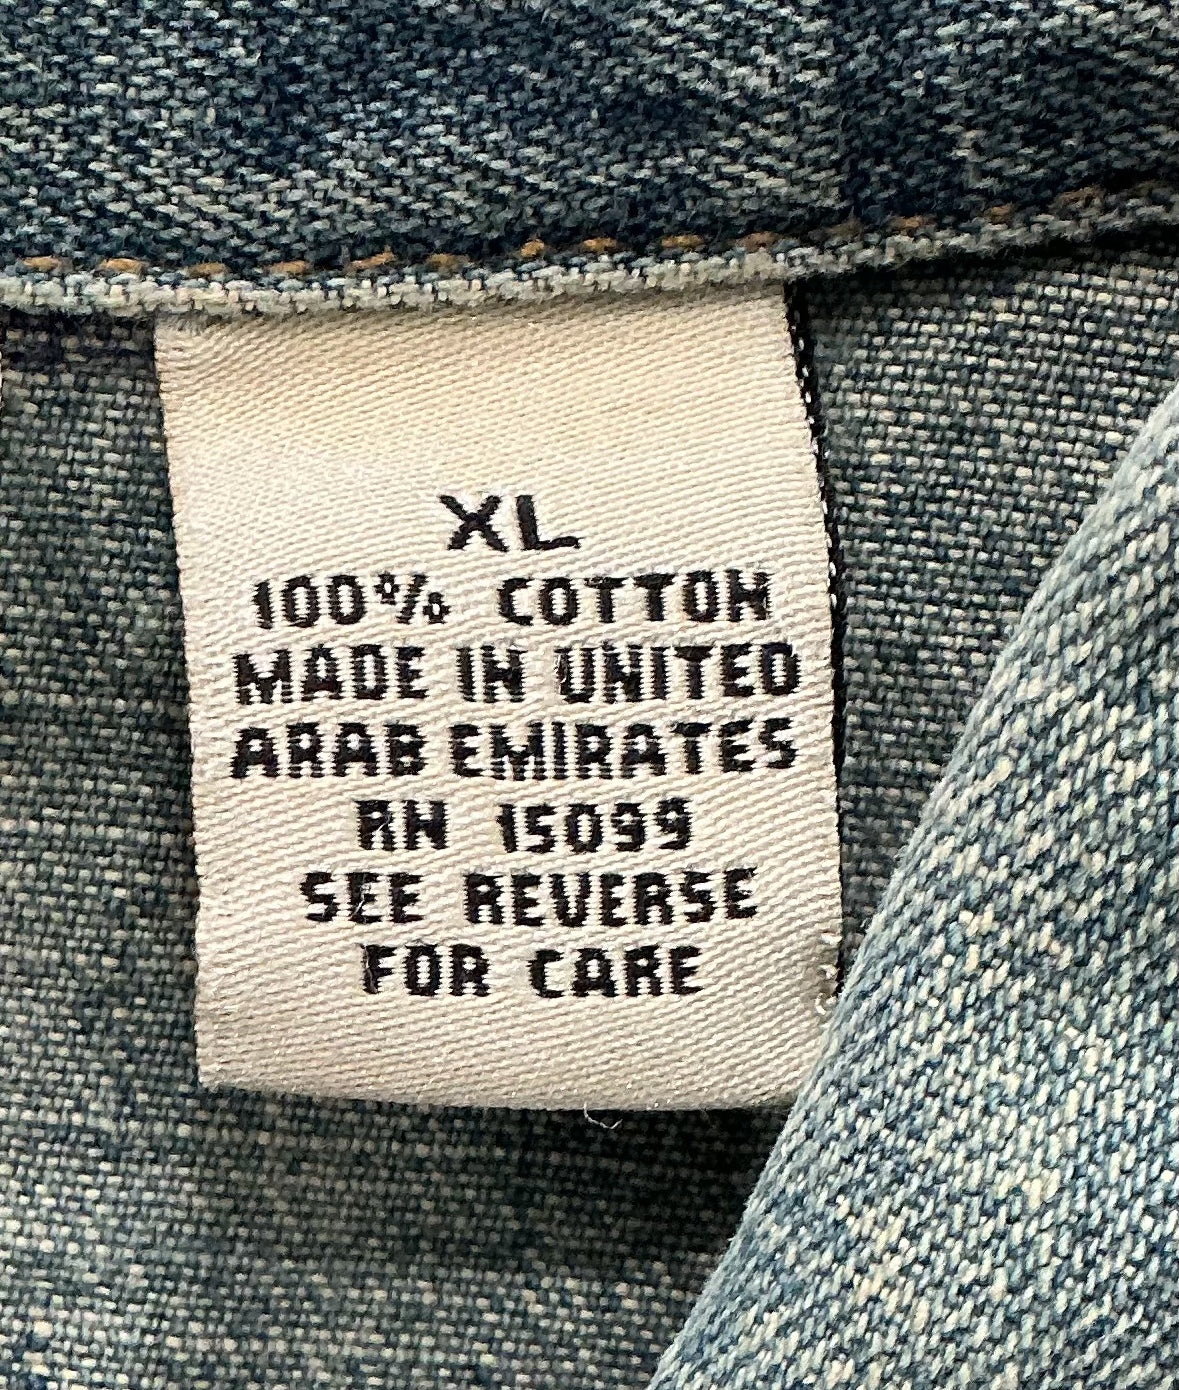 XL
100% COTTON
MADE IN UNITED
ARAB EMIRATES
RN 15099
SEE REVERSE
FOR CARE